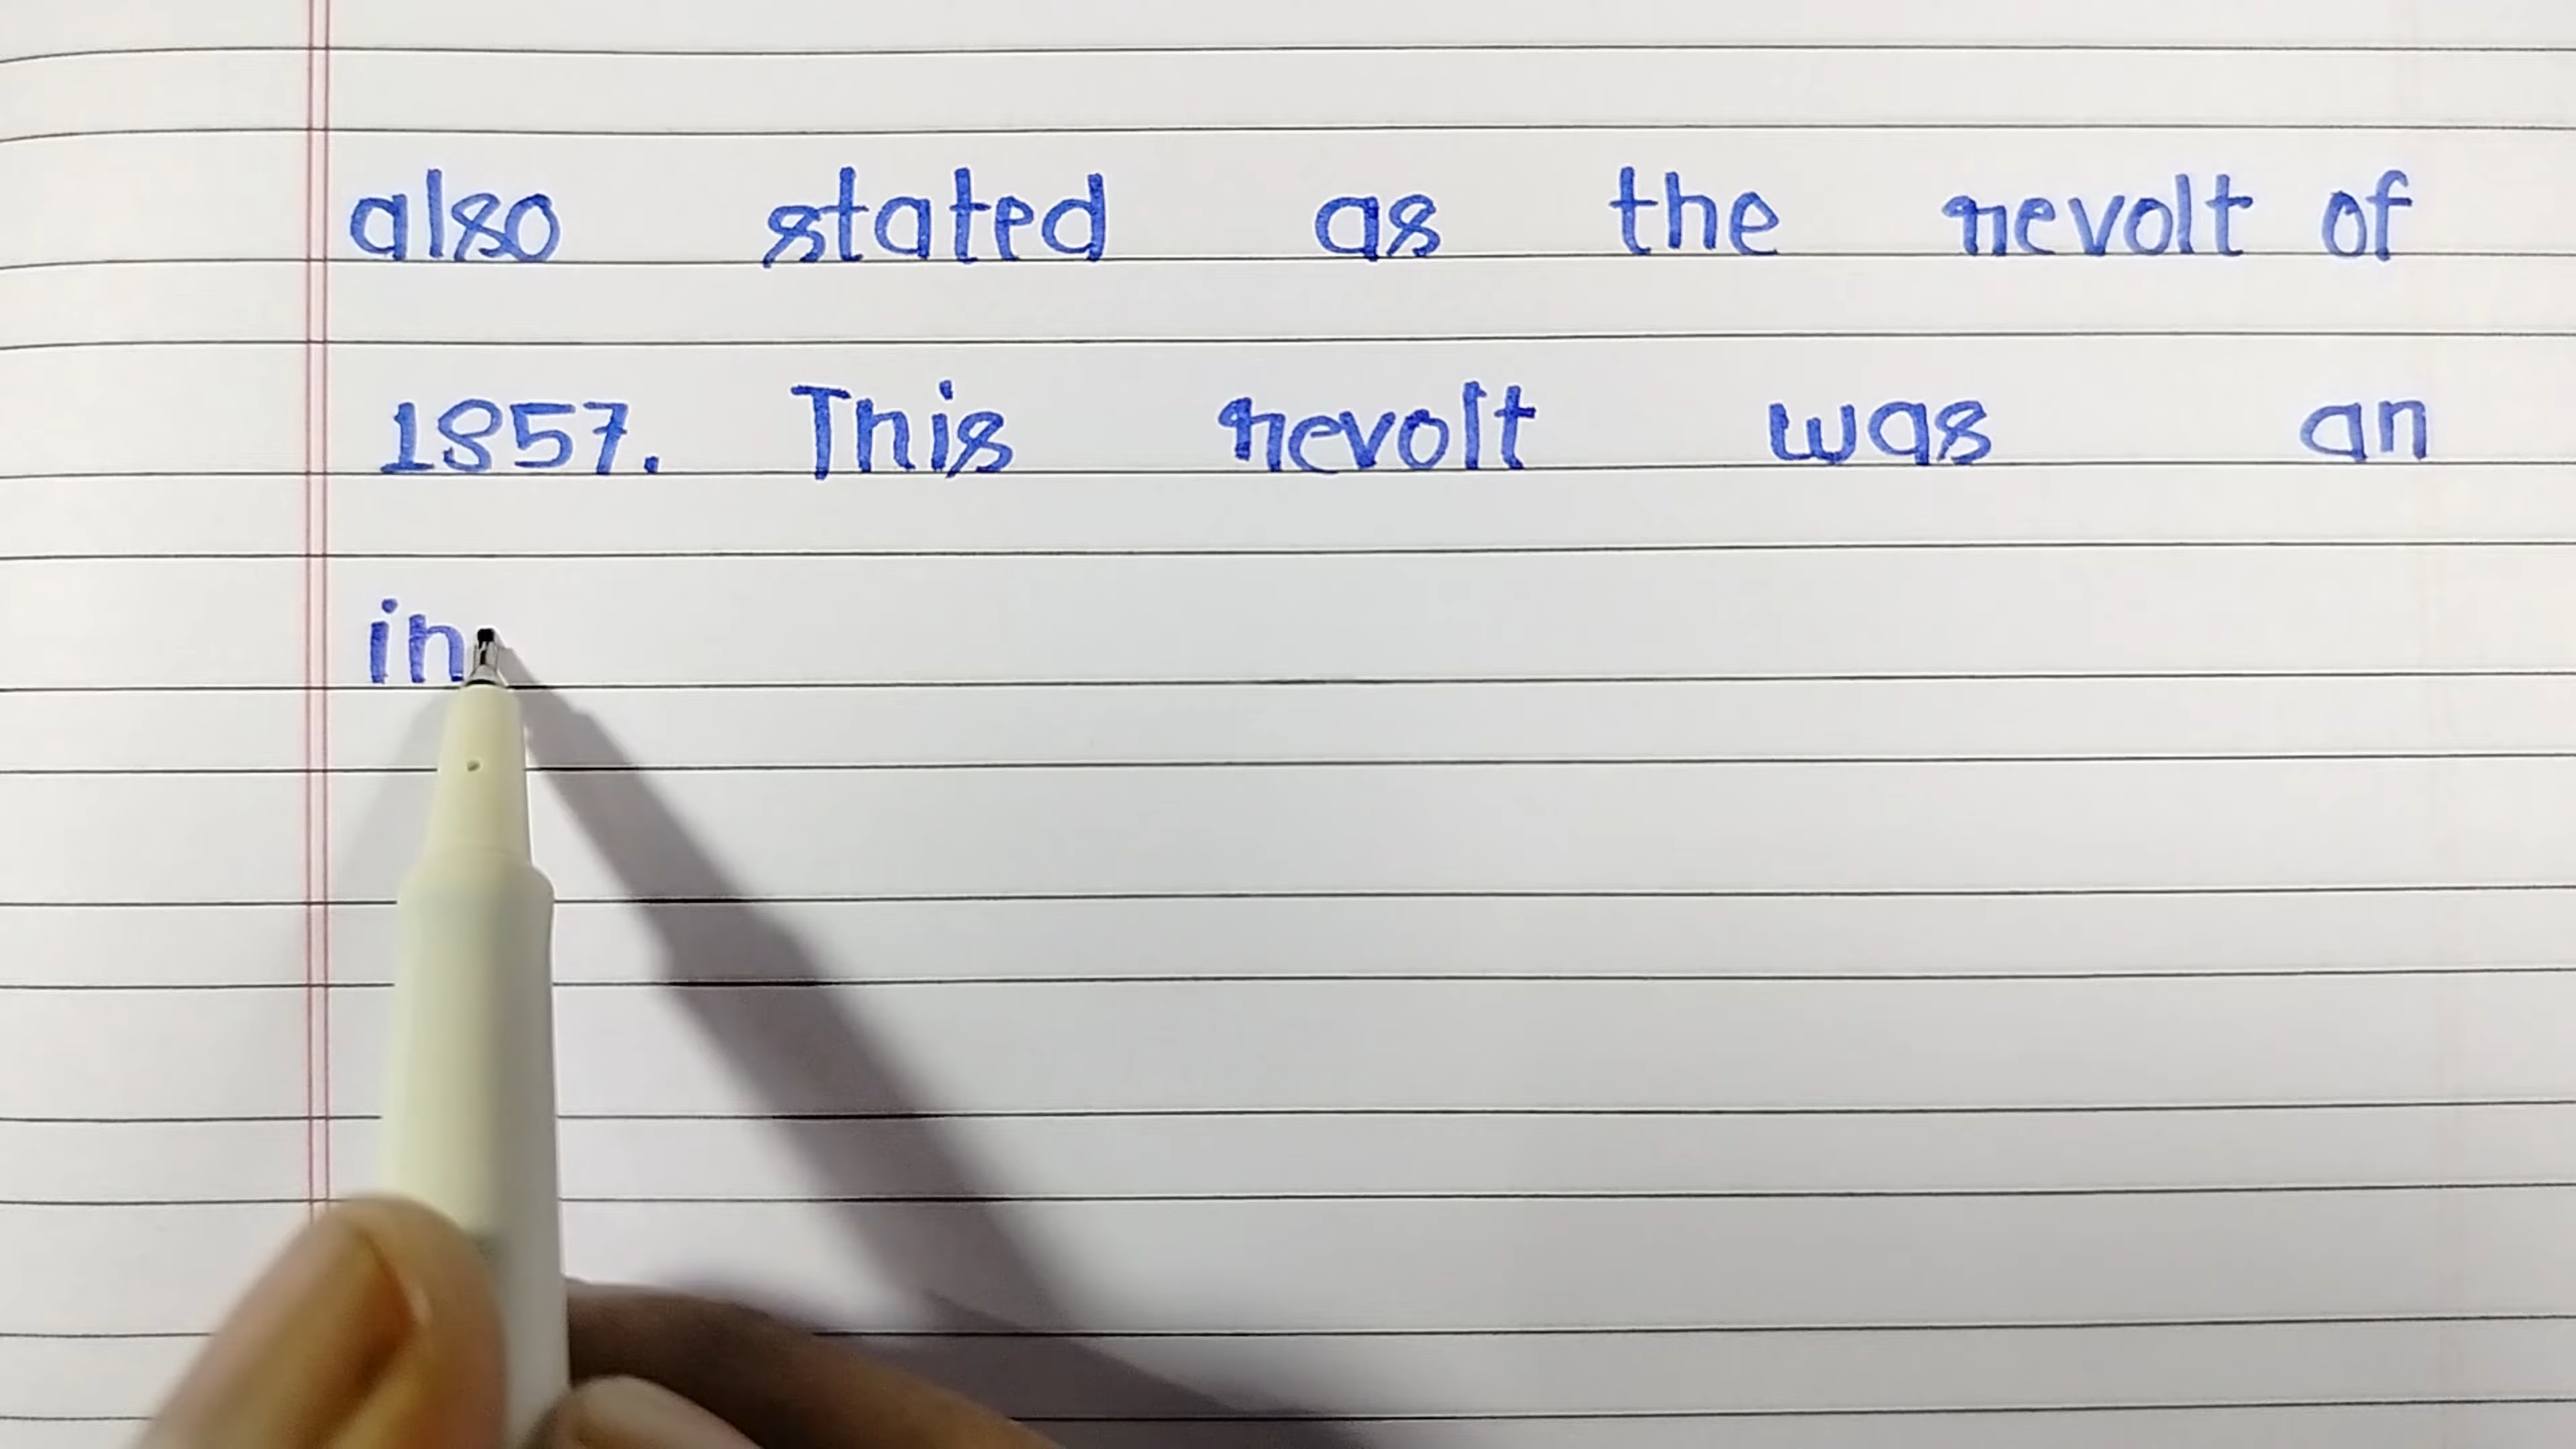 also stated as the revolt of
1857. This revolt was an
in